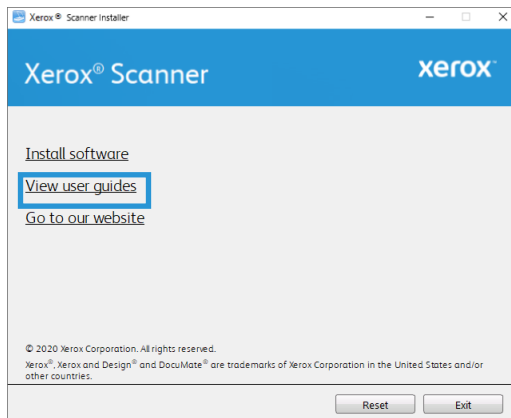 Xerox ® Scanner Installer
Xerox® Scanner
xerox™
Install software
View user guides
Go to our website
© 2020 Xerox Corporation. All rights reserved.
Xerox®, Xerox and Design® and DocuMate® are trademarks of Xerox Corporation in the United States and/or
other countries.
Reset
Exit